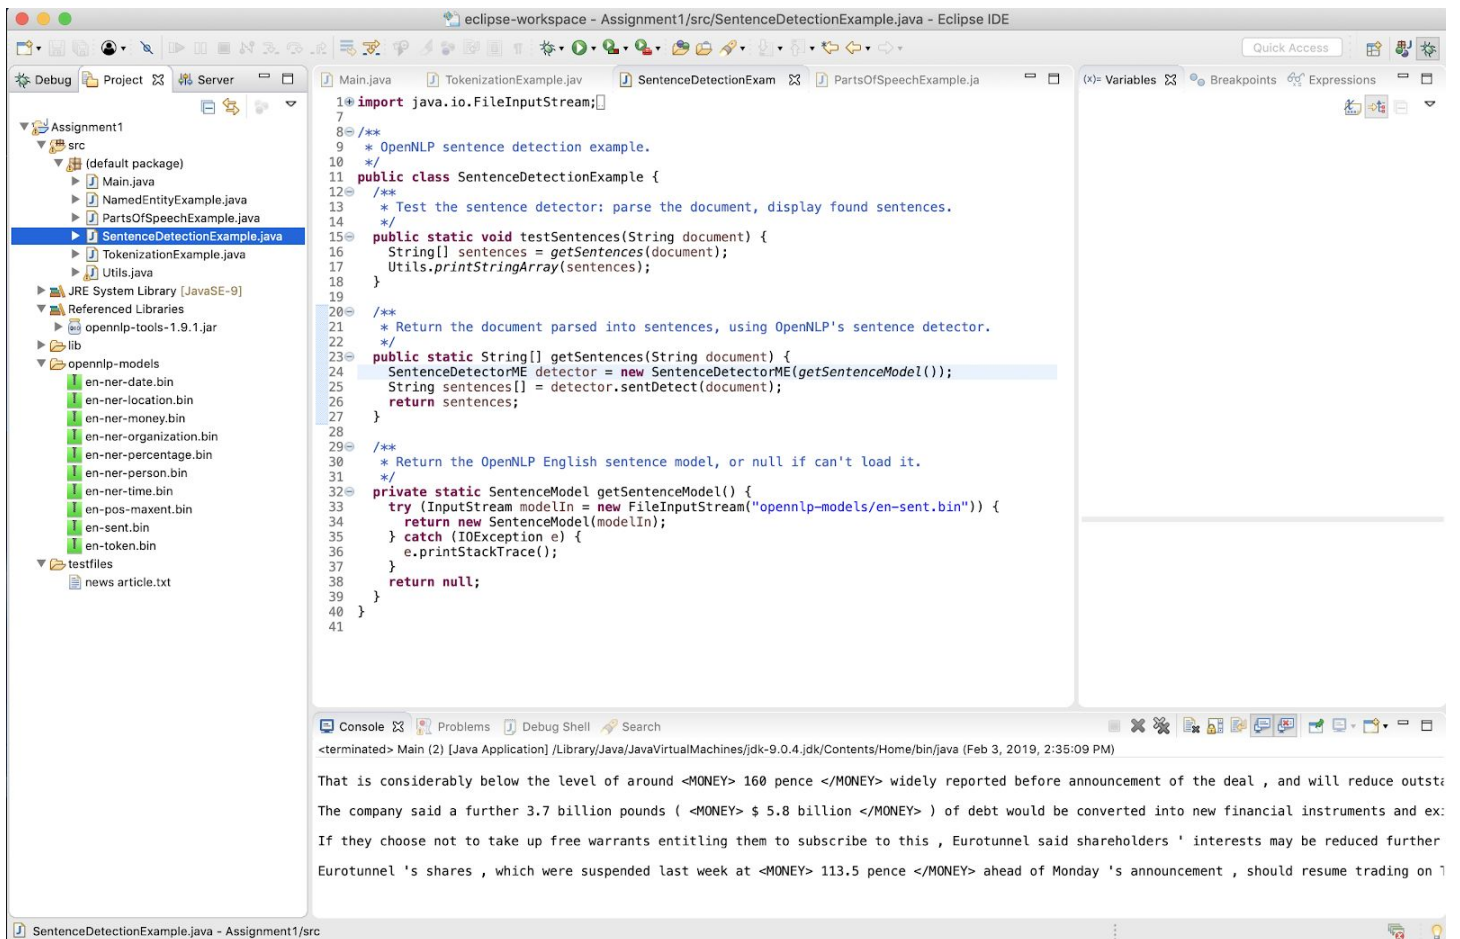 eclipse-workspace - Assignment1/src/SentenceDetectionExample.java - Eclipse IDE
Quick Access
Debug Project Server
Assignment1
src
(default package)
Main.java
NamedEntityExample.java
PartsOfSpeechExample.java
SentenceDetectionExample.java
TokenizationExample.java
Utils.java
JRE System Library [JavaSE-9]
Referenced Libraries
opennlp-tools-1.9.1.jar
lib
opennlp-models
en-ner-date.bin
en-ner-location.bin
en-ner-money.bin
en-ner-organization.bin
en-ner-percentage.bin
en-ner-person.bin
en-ner-time.bin
en-pos-maxent.bin
en-sent.bin
en-token.bin
testfiles
news article.txt
Main.java TokenizationExample.jav SentenceDetectionExam PartsOfSpeechExample.ja
1 import java.io.FileInputStream;
7
8 /**
9  * OpenNLP sentence detection example.
10  */
11 public class SentenceDetectionExample {
12   /**
13    * Test the sentence detector: parse the document, display found sentences.
14    */
15   public static void testSentences(String document) {
16     String[] sentences = getSentences(document);
17     Utils.printStringArray(sentences);
18   }
19
20   /**
21    * Return the document parsed into sentences, using OpenNLP's sentence detector.
22    */
23   public static String[] getSentences(String document) {
24     SentenceDetectorME detector = new SentenceDetectorME(getSentenceModel());
25     String sentences[] = detector.sentDetect(document);
26     return sentences;
27   }
28
29   /**
30    * Return the OpenNLP English sentence model, or null if can't load it.
31    */
32   private static SentenceModel getSentenceModel() {
33     try (InputStream modelIn = new FileInputStream("opennlp-models/en-sent.bin")) {
34       return new SentenceModel(modelIn);
35     } catch (IOException e) {
36       e.printStackTrace();
37     }
38     return null;
39   }
40 }
41
(x)= Variables Breakpoints Expressions
Console Problems Debug Shell Search
<terminated> Main (2) [Java Application] /Library/Java/JavaVirtualMachines/jdk-9.0.4.jdk/Contents/Home/bin/java (Feb 3, 2019, 2:35:09 PM)
That is considerably below the level of around <MONEY> 160 pence </MONEY> widely reported before announcement of the deal , and will reduce outsta
The company said a further 3.7 billion pounds ( <MONEY> $ 5.8 billion </MONEY> ) of debt would be converted into new financial instruments and ex
If they choose not to take up free warrants entitling them to subscribe to this , Eurotunnel said shareholders ' interests may be reduced further
Eurotunnel 's shares , which were suspended last week at <MONEY> 113.5 pence </MONEY> ahead of Monday 's announcement , should resume trading on
SentenceDetectionExample.java - Assignment1/src